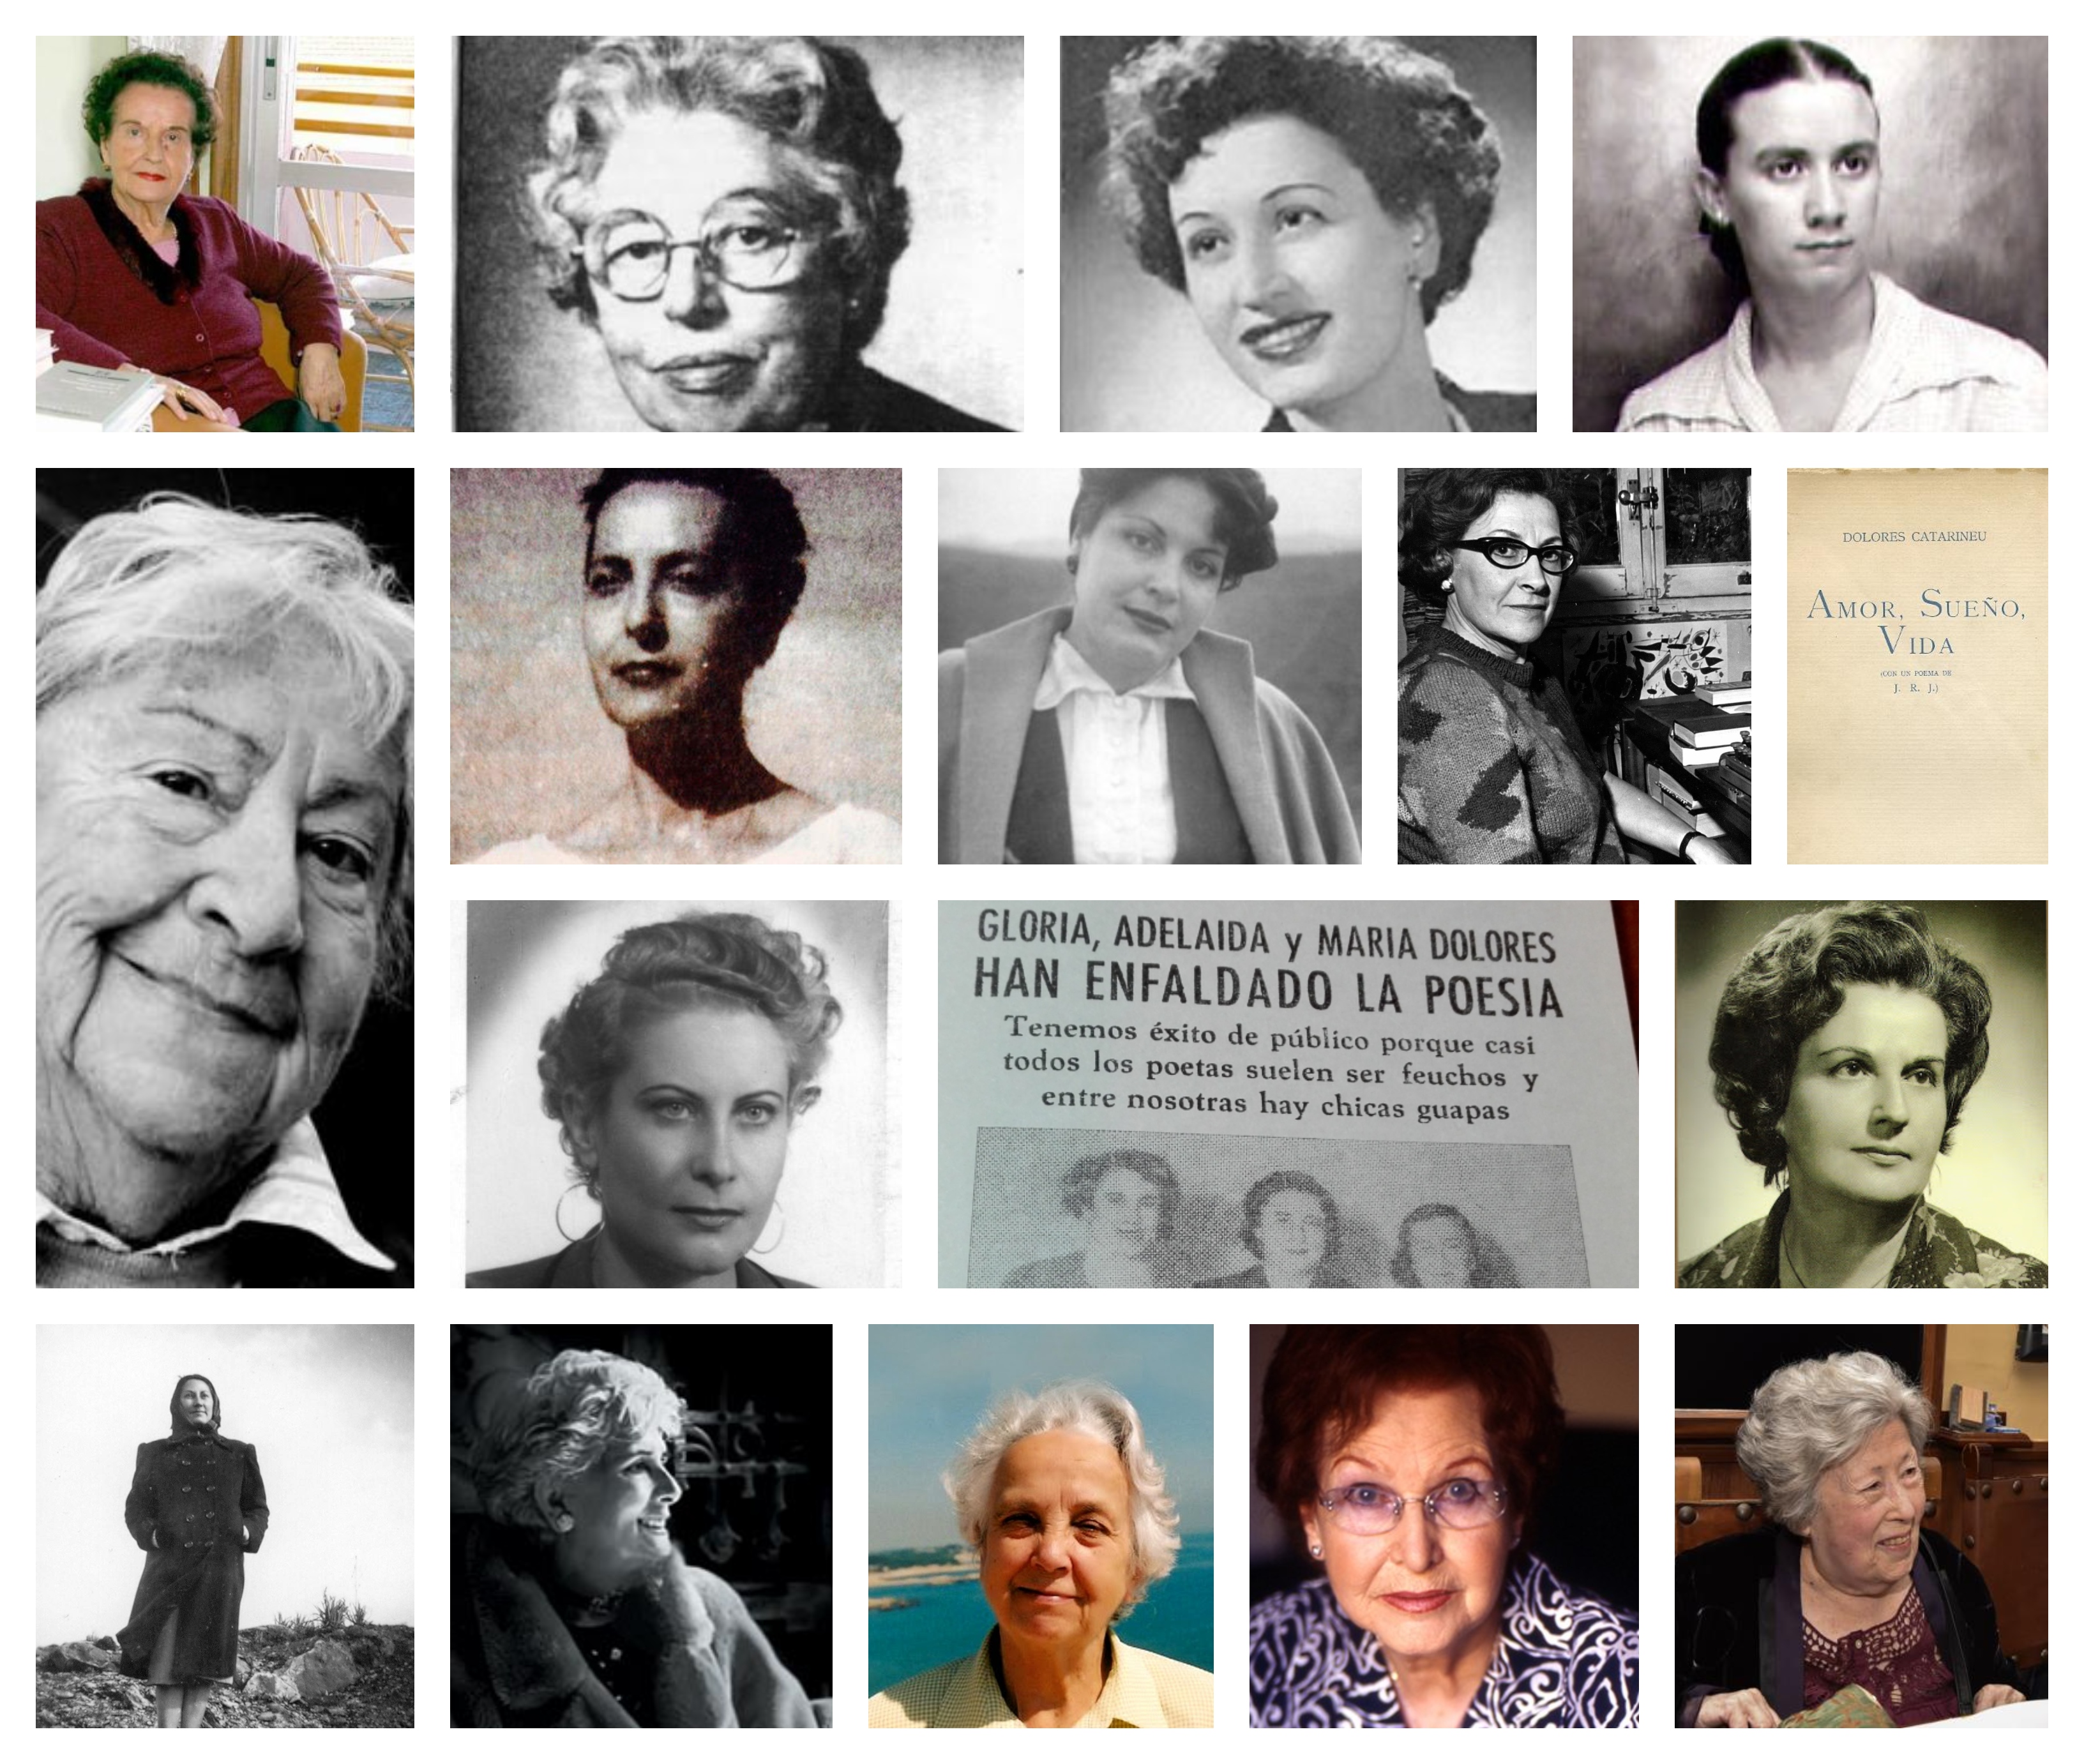 DOLORES CATARINEU
AMOR, SUEÑO,
VIDA
(CON UN POEMA DE
J. R. J.)
GLORIA, ADELAIDA y MARIA DOLORES
HAN ENFALDADO LA POESIA
Tenemos éxito de público porque casi
todos los poetas suelen ser feuchos y
entre nosotras hay chicas guapas